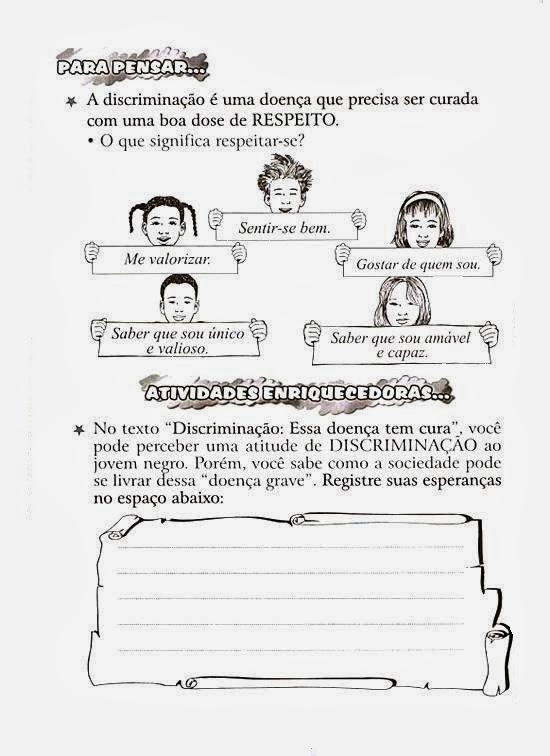 PARA PENSAR...
A discriminação é uma doença que precisa ser curada
com uma boa dose de RESPEITO.
• O que significa respeitar-se?
Sentir-se bem.
Me valorizar.
Gostar de quem sou.
Saber que sou único
e valioso.
Saber que sou amável
e capaz.
ATIVIDADES ENRIQUECEDORAS...
No texto “Discriminação: Essa doença tem cura”, você
pode perceber uma atitude de DISCRIMINAÇÃO ao
jovem negro. Porém, você sabe como a sociedade pode
se livrar dessa “doença grave”. Registre suas esperanças
no espaço abaixo: